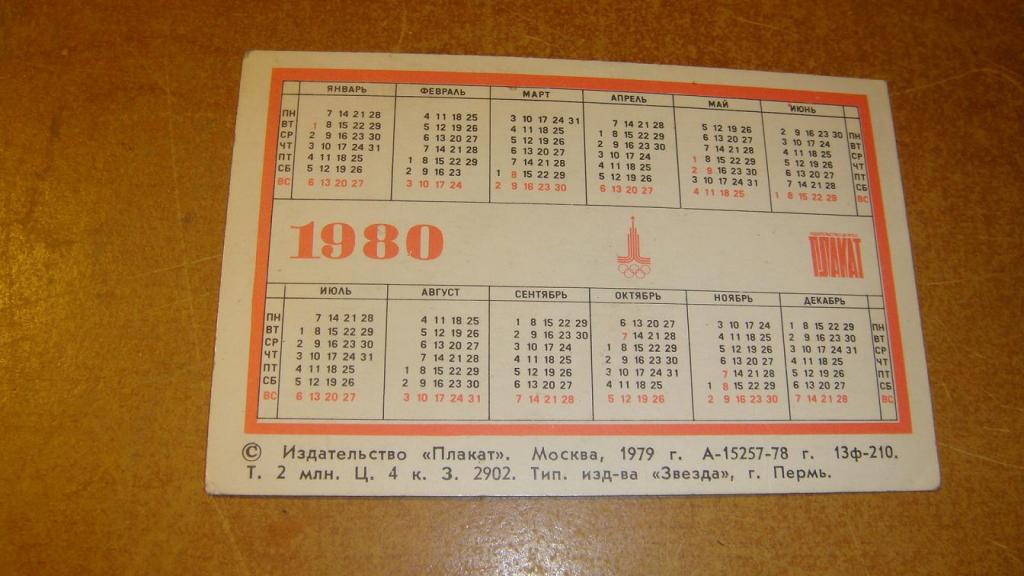 ЯНВАРЬ ФЕВРАЛЬ МАРТ АПРЕЛЬ МАЙ ИЮНЬ
ПН 7 14 21 28 4 11 18 25 3 10 17 24 31 7 14 21 28 5 12 19 26 2 9 16 23 30 ПН
ВТ 1 8 15 22 29 5 12 19 26 4 11 18 25 1 8 15 22 29 6 13 20 27 3 10 17 24 ВТ
СР 2 9 16 23 30 6 13 20 27 5 12 19 26 2 9 16 23 30 7 14 21 28 4 11 18 25 СР
ЧТ 3 10 17 24 31 7 14 21 28 6 13 20 27 3 10 17 24 1 8 15 22 29 5 12 19 26 ЧТ
ПТ 4 11 18 25 1 8 15 22 29 7 14 21 28 4 11 18 25 2 9 16 23 30 6 13 20 27 ПТ
СБ 5 12 19 26 2 9 16 23 1 8 15 22 29 5 12 19 26 3 10 17 24 31 7 14 21 28 СБ
ВС 6 13 20 27 3 10 17 24 2 9 16 23 30 6 13 20 27 4 11 18 25 1 8 15 22 29 ВС
1980
ПЛАКАТ
ИЮЛЬ АВГУСТ СЕНТЯБРЬ ОКТЯБРЬ НОЯБРЬ ДЕКАБРЬ
ПН 7 14 21 28 4 11 18 25 1 8 15 22 29 6 13 20 27 3 10 17 24 1 8 15 22 29 ПН
ВТ 1 8 15 22 29 5 12 19 26 2 9 16 23 30 7 14 21 28 4 11 18 25 2 9 16 23 30 ВТ
СР 2 9 16 23 30 6 13 20 27 3 10 17 24 1 8 15 22 29 5 12 19 26 3 10 17 24 31 СР
ЧТ 3 10 17 24 31 7 14 21 28 4 11 18 25 2 9 16 23 30 6 13 20 27 4 11 18 25 ЧТ
ПТ 4 11 18 25 1 8 15 22 29 5 12 19 26 3 10 17 24 31 7 14 21 28 5 12 19 26 ПТ
СБ 5 12 19 26 2 9 16 23 30 6 13 20 27 4 11 18 25 1 8 15 22 29 6 13 20 27 СБ
ВС 6 13 20 27 3 10 17 24 31 7 14 21 28 5 12 19 26 2 9 16 23 30 7 14 21 28 ВС
© Издательство «Плакат». Москва, 1979 г. А-15257-78 г. 13ф-210.
Т. 2 млн. Ц. 4 к. З. 2902. Тип. изд-ва «Звезда», г. Пермь.